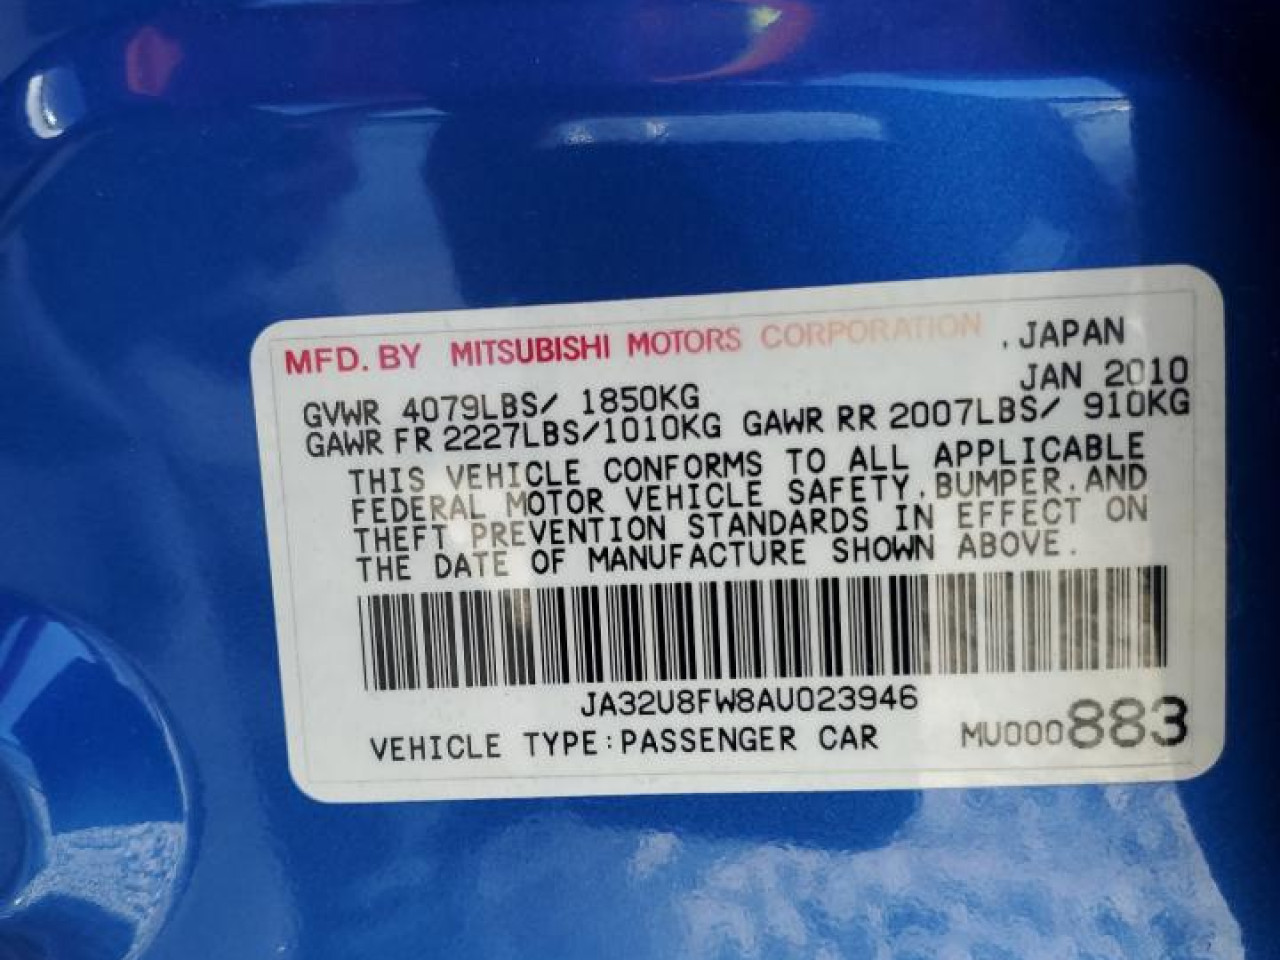 MFD. BY MITSUBISHI MOTORS CORPORATION , JAPAN
JAN 2010
GVWR 4079LBS/ 1850KG
GAWR FR 2227LBS/1010KG GAWR RR 2007LBS/ 910KG
THIS VEHICLE CONFORMS TO ALL APPLICABLE
FEDERAL MOTOR VEHICLE SAFETY, BUMPER, AND
THEFT PREVENTION STANDARDS IN EFFECT ON
THE DATE OF MANUFACTURE SHOWN ABOVE.
JA32U8FW8AU023946
VEHICLE TYPE:PASSENGER CAR MU000883